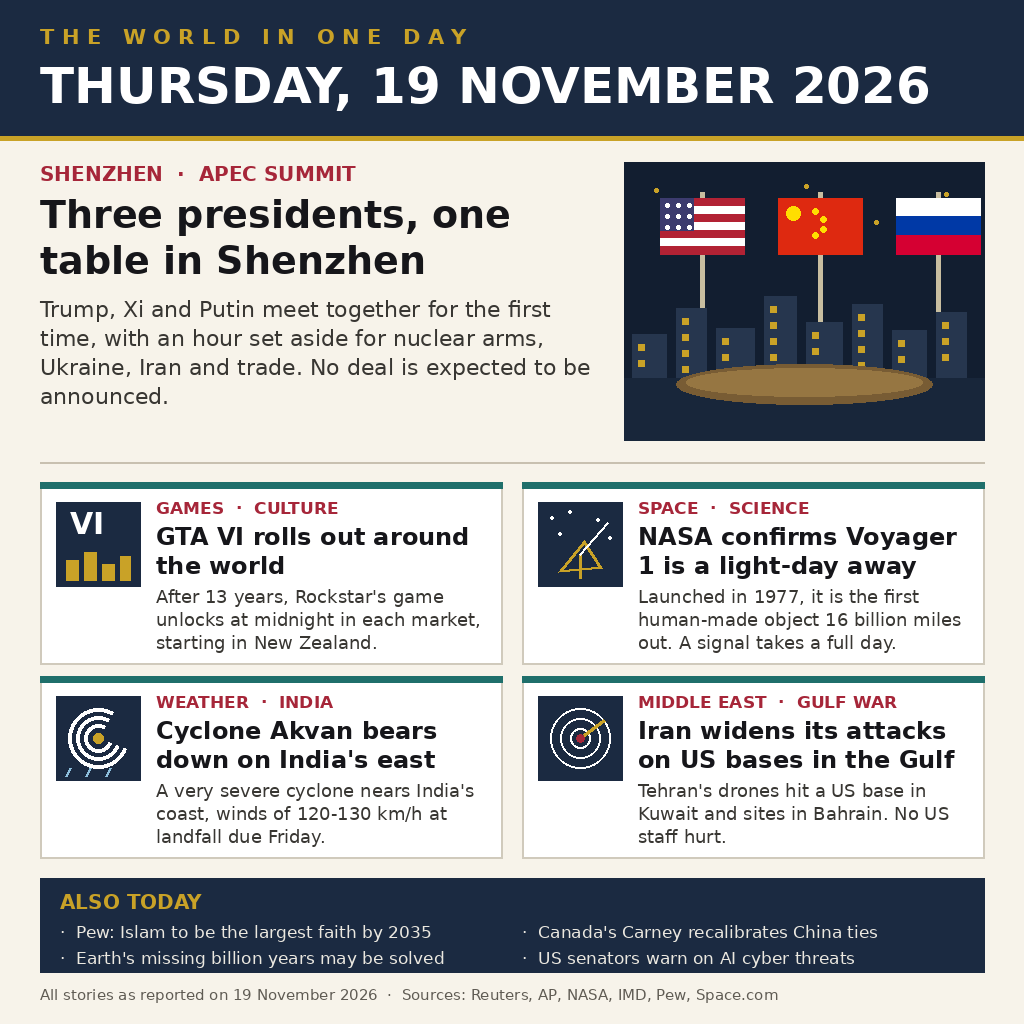 THE WORLD IN ONE DAY
THURSDAY, 19 NOVEMBER 2026
SHENZHEN · APEC SUMMIT
Three presidents, one
table in Shenzhen
Trump, Xi and Putin meet together for the first
time, with an hour set aside for nuclear arms,
Ukraine, Iran and trade. No deal is expected to be
announced.
VI
GAMES · CULTURE
GTA VI rolls out around
the world
After 13 years, Rockstar's game
unlocks at midnight in each market,
starting in New Zealand.
SPACE · SCIENCE
NASA confirms Voyager
1 is a light-day away
Launched in 1977, it is the first
human-made object 16 billion miles
out. A signal takes a full day.
WEATHER · INDIA
Cyclone Akvan bears
down on India's east
A very severe cyclone nears India's
coast, winds of 120-130 km/h at
landfall due Friday.
MIDDLE EAST · GULF WAR
Iran widens its attacks
on US bases in the Gulf
Tehran's drones hit a US base in
Kuwait and sites in Bahrain. No US
staff hurt.
ALSO TODAY
· Pew: Islam to be the largest faith by 2035
· Earth's missing billion years may be solved
· Canada's Carney recalibrates China ties
· US senators warn on AI cyber threats
All stories as reported on 19 November 2026 · Sources: Reuters, AP, NASA, IMD, Pew, Space.com